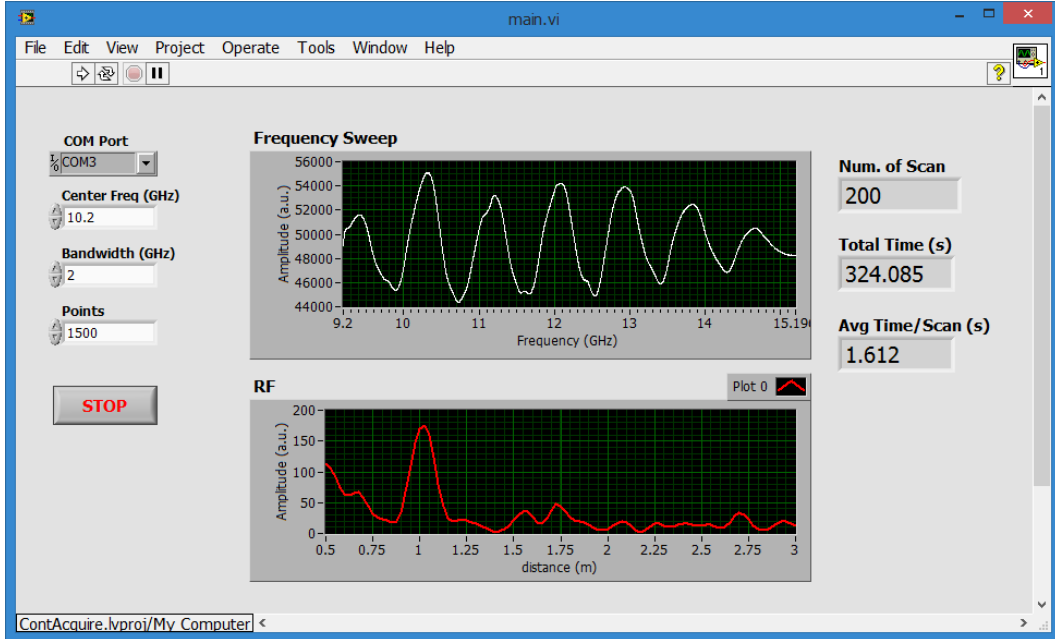 main.vi
File Edit View Project Operate Tools Window Help
1
COM Port
COM3
Center Freq (GHz)
10.2
Bandwidth (GHz)
2
Points
1500
STOP
Frequency Sweep
56000
54000
52000
50000
48000
46000
44000
Amplitude (a.u.)
9.2 10 11 12 13 14 15.190
Frequency (GHz)
RF
Plot 0
200
150
100
50
0
Amplitude (a.u.)
0.5 0.75 1 1.25 1.5 1.75 2 2.25 2.5 2.75 3
distance (m)
Num. of Scan
200
Total Time (s)
324.085
Avg Time/Scan (s)
1.612
ContAcquire.lvproj/My Computer